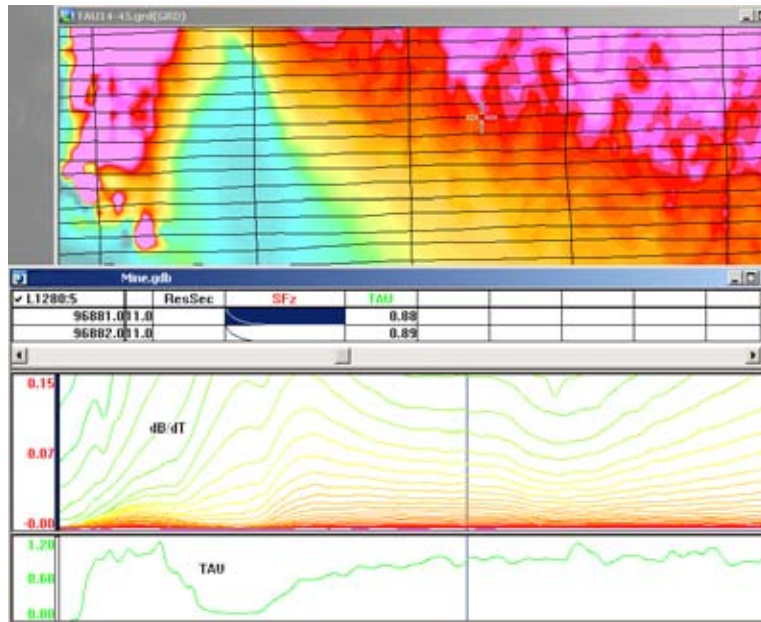 TAU14-45.grd(GRD)
Mine.gdb
✓ L1280:5 ResSec SFz TAU
96881.0 11.0 0.88
96882.0 11.0 0.89
0.15
dB/dT
0.07
-0.00
1.20
TAU
0.60
0.00